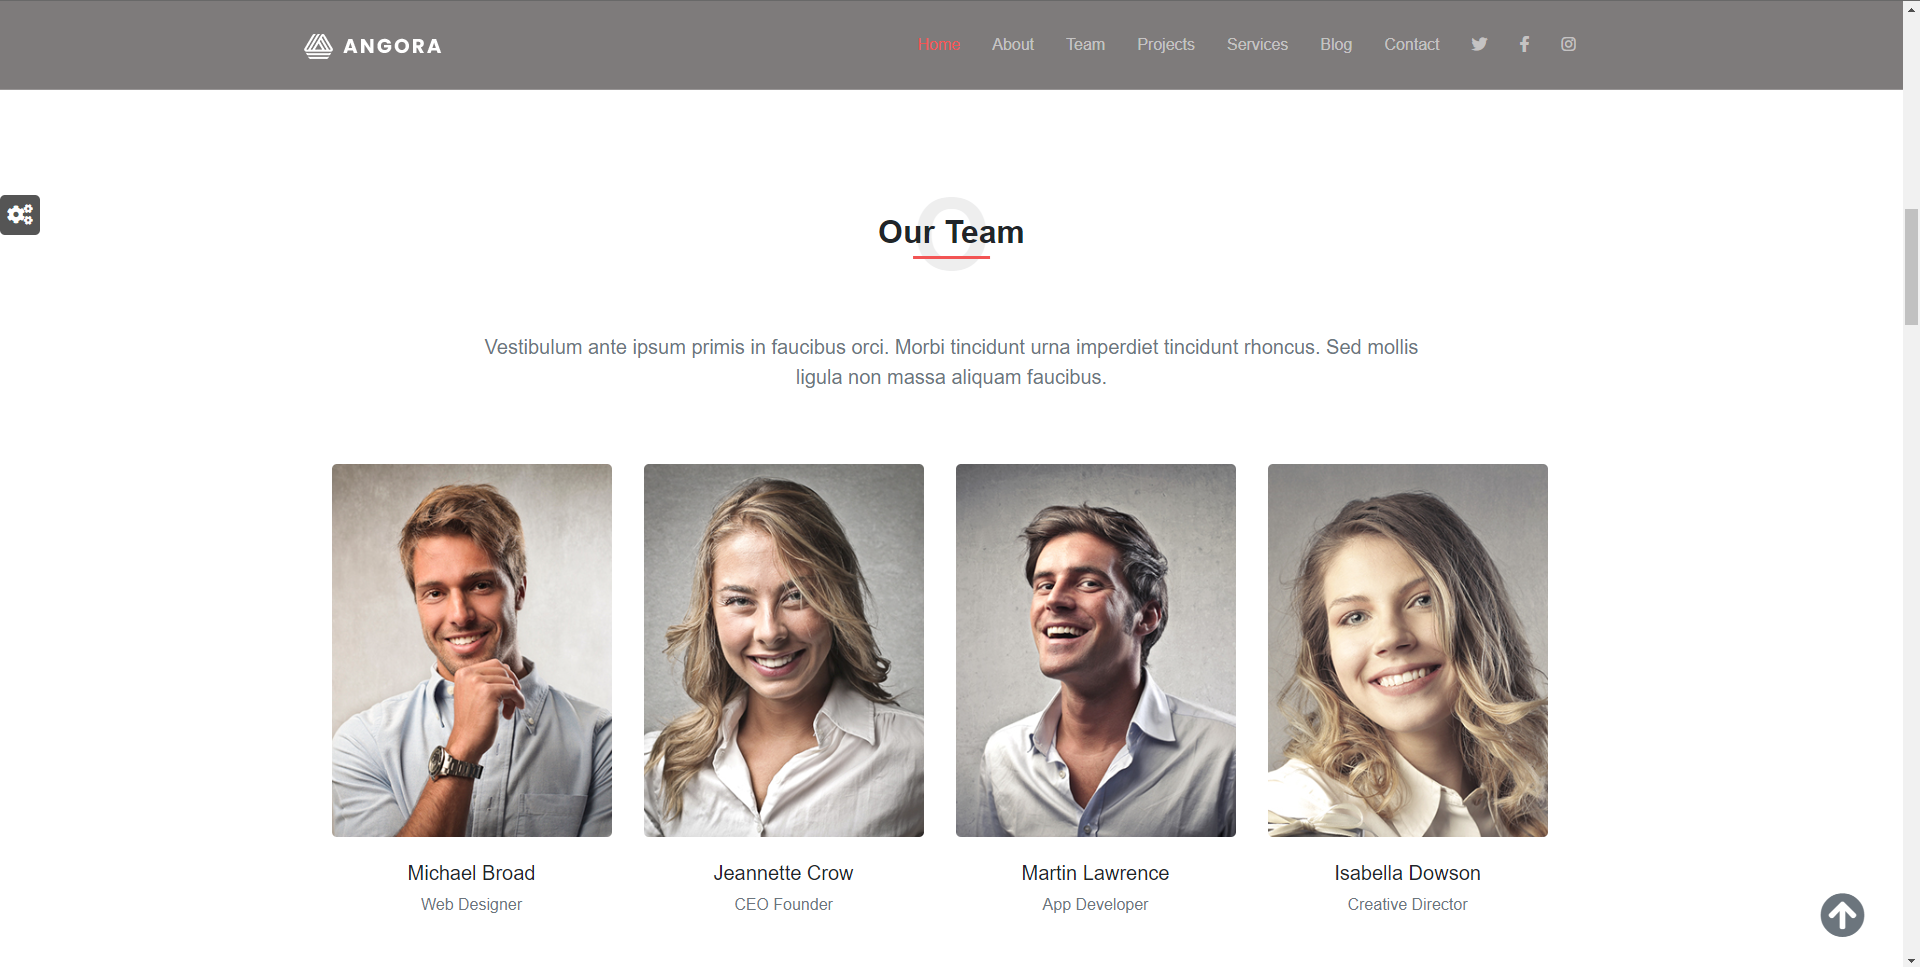 ANGORA
Home About Team Projects Services Blog Contact
O
Our Team
Vestibulum ante ipsum primis in faucibus orci. Morbi tincidunt urna imperdiet tincidunt rhoncus. Sed mollis
ligula non massa aliquam faucibus.
Michael Broad
Web Designer
Jeannette Crow
CEO Founder
Martin Lawrence
App Developer
Isabella Dowson
Creative Director